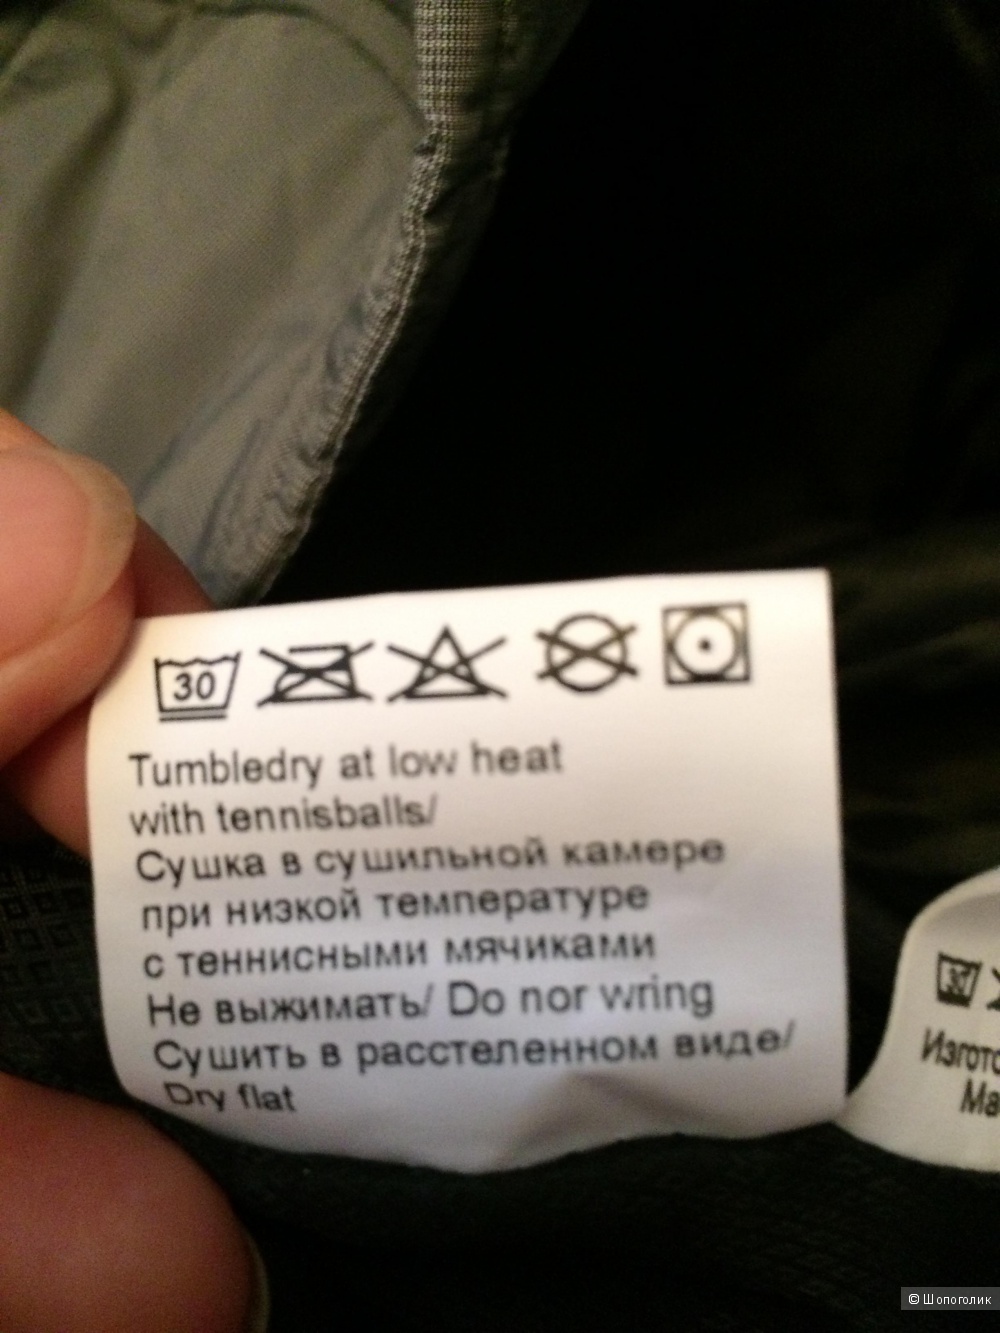 30
Tumbledry at low heat
with tennisballs/
Сушка в сушильной камере
при низкой температуре
с теннисными мячиками
Не выжимать/ Do nor wring
Сушить в расстеленном виде/
Dry flat
30
© Шопоголик